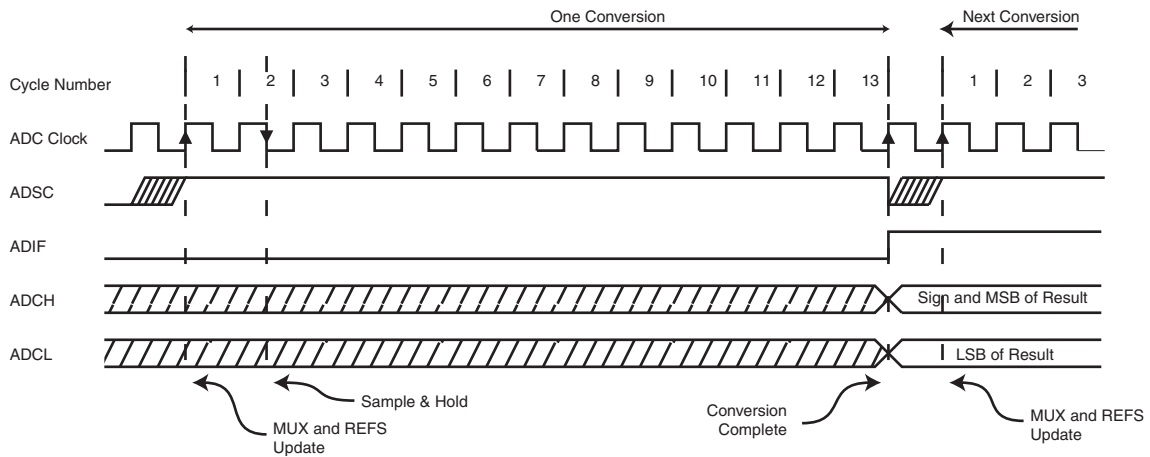 One Conversion
Next Conversion
Cycle Number 1 2 3 4 5 6 7 8 9 10 11 12 13 1 2 3
ADC Clock
ADSC
ADIF
ADCH
Sign and MSB of Result
ADCL
LSB of Result
Sample & Hold
MUX and REFS
Update
Conversion
Complete
MUX and REFS
Update